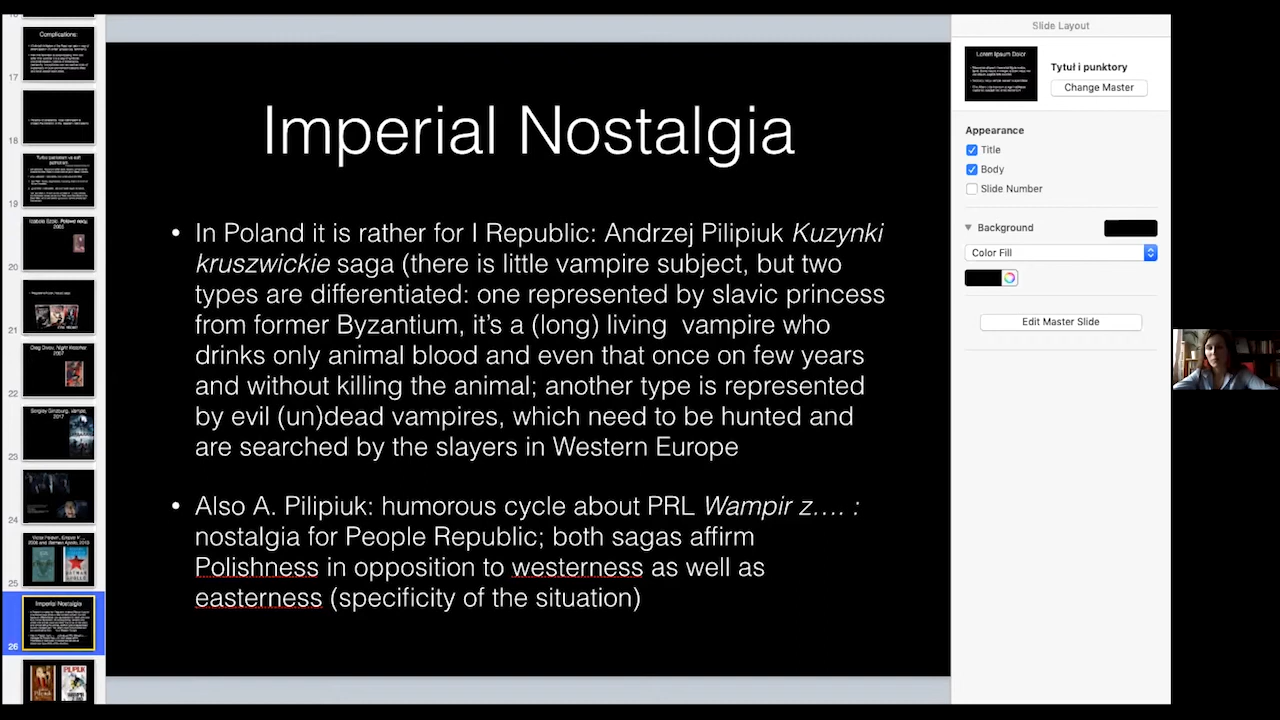 Complications:
17
18
19
20
21
22
23
24
25
Imperial Nostalgia
26
Imperial Nostalgia
In Poland it is rather for I Republic: Andrzej Pilipiuk Kuzynki
kruszwickie saga (there is little vampire subject, but two
types are differentiated: one represented by slavic princess
from former Byzantium, it's a (long) living vampire who
drinks only animal blood and even that once on few years
and without killing the animal; another type is represented
by evil (un)dead vampires, which need to be hunted and
are searched by the slayers in Western Europe
Also A. Pilipiuk: humorous cycle about PRL Wampir z.... :
nostalgia for People Republic; both sagas affirm
Polishness in opposition to westerness as well as
easterness (specificity of the situation)
Slide Layout
Lorem Ipsum Dolor
Tytuł i punktory
Change Master
Appearance
Title
Body
Slide Number
Background
Color Fill
Edit Master Slide